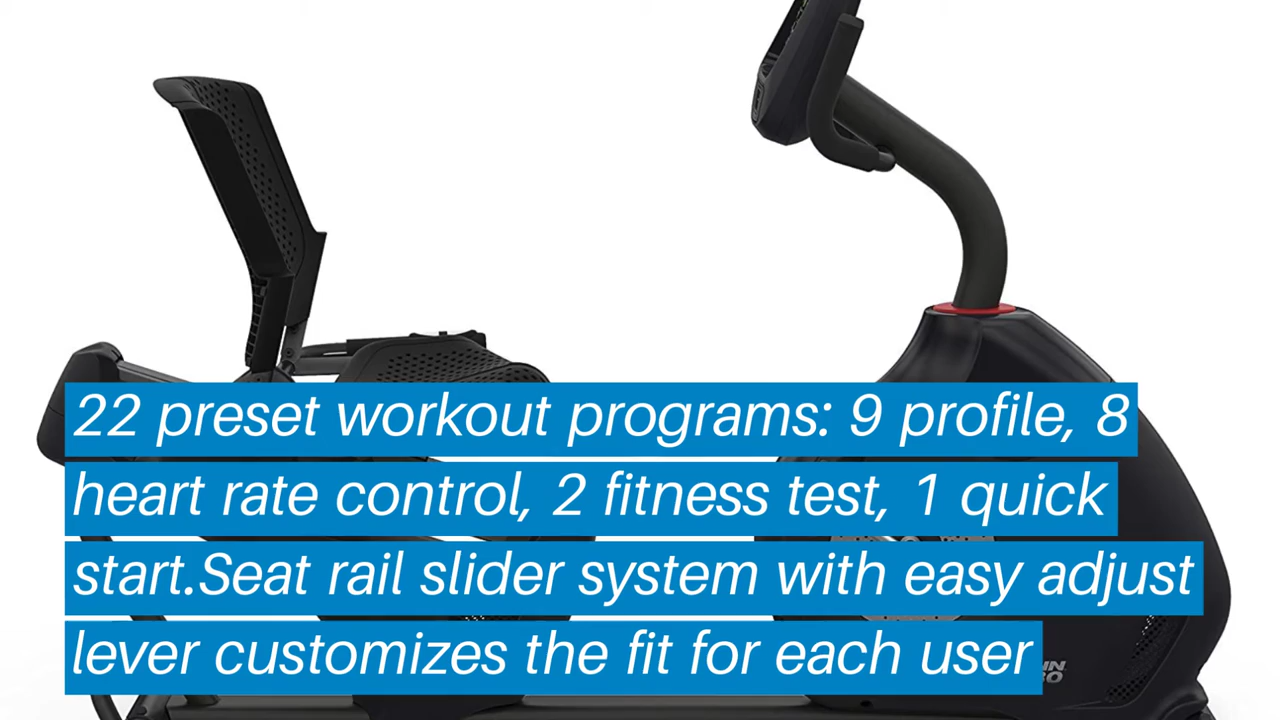 22 preset workout programs: 9 profile, 8
heart rate control, 2 fitness test, 1 quick
start.Seat rail slider system with easy adjust
lever customizes the fit for each user